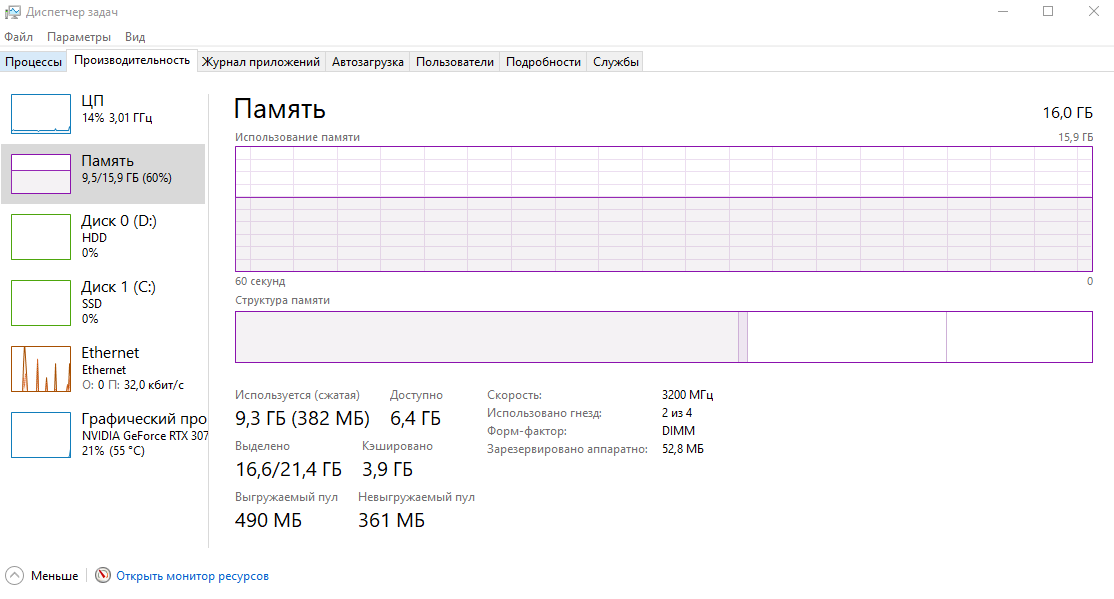 Диспетчер задач
Файл Параметры Вид
Процессы Производительность Журнал приложений Автозагрузка Пользователи Подробности Службы
ЦП
14% 3,01 ГГц
Память
9,5/15,9 ГБ (60%)
Диск 0 (D:)
HDD
0%
Диск 1 (C:)
SSD
0%
Ethernet
Ethernet
О: 0 П: 32,0 кбит/с
Графический про
NVIDIA GeForce RTX 307
21% (55 °C)
Память 16,0 ГБ
Использование памяти 15,9 ГБ
60 секунд 0
Структура памяти
Используется (сжатая) Доступно
9,3 ГБ (382 МБ) 6,4 ГБ
Выделено Кэшировано
16,6/21,4 ГБ 3,9 ГБ
Выгружаемый пул Невыгружаемый пул
490 МБ 361 МБ
Скорость: 3200 МГц
Использовано гнезд: 2 из 4
Форм-фактор: DIMM
Зарезервировано аппаратно: 52,8 МБ
Меньше Открыть монитор ресурсов